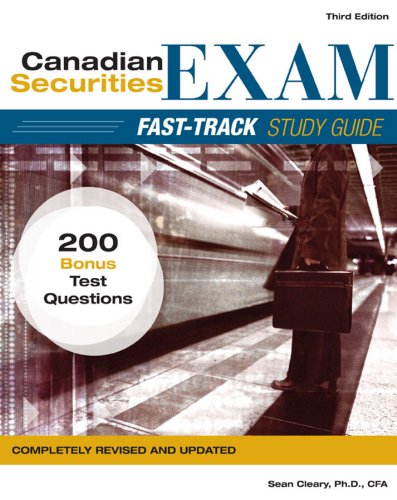 Third Edition
Canadian
Securities
EXAM
FAST-TRACK STUDY GUIDE
200
Bonus
Test
Questions
COMPLETELY REVISED AND UPDATED
Sean Cleary, Ph.D., CFA